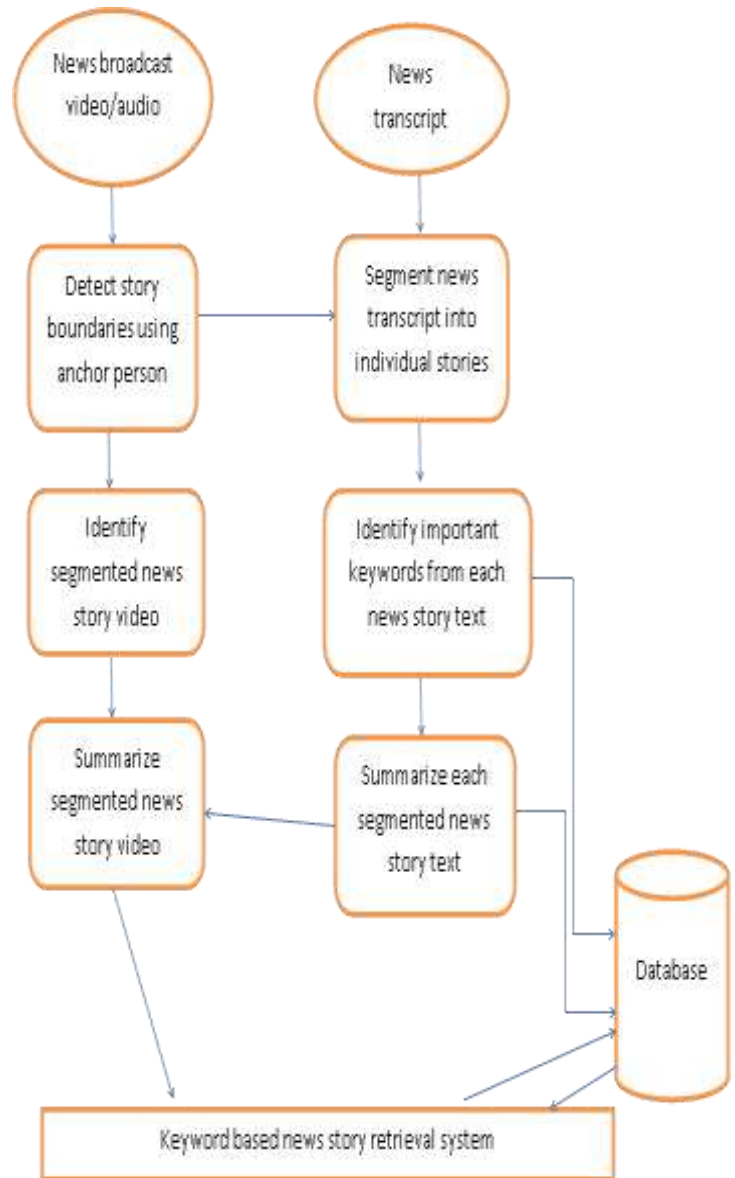 News broadcast
video/audio
News
transcript
Detect story
boundaries using
anchor person
Segment news
transcript into
individual stories
Identify
segmented news
story video
Identify important
keywords from each
news story text
Summarize
segmented news
story video
Summarize each
segmented news
story text
Database
Keyword based news story retrieval system